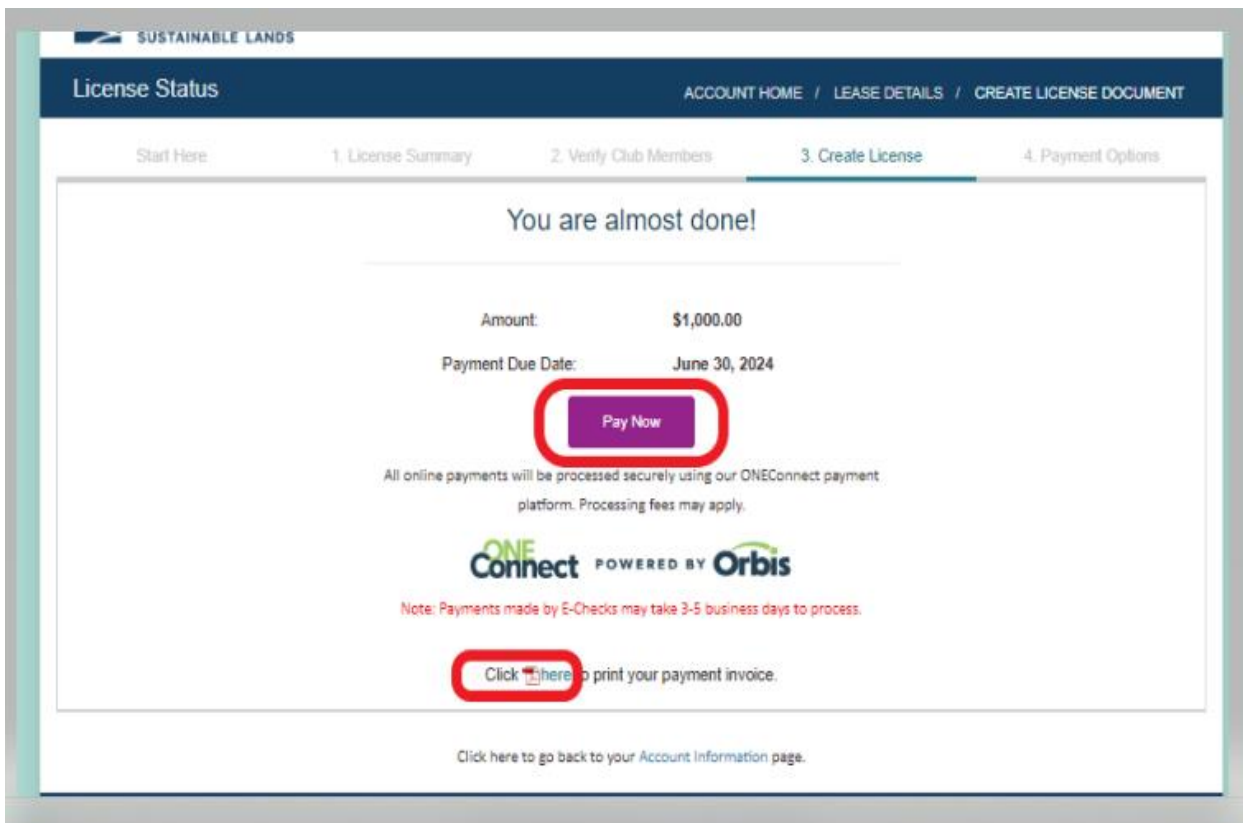 SUSTAINABLE LANDS
License Status
ACCOUNT HOME / LEASE DETAILS / CREATE LICENSE DOCUMENT
Start Here
1. License Summary
2. Verify Club Members
3. Create License
4. Payment Options
You are almost done!
Amount: $1,000.00
Payment Due Date: June 30, 2024
Pay Now
All online payments will be processed securely using our ONEConnect payment
platform. Processing fees may apply.
ONE Connect POWERED BY Orbis
Note: Payments made by E-Checks may take 3-5 business days to process.
Click here to print your payment invoice.
Click here to go back to your Account Information page.